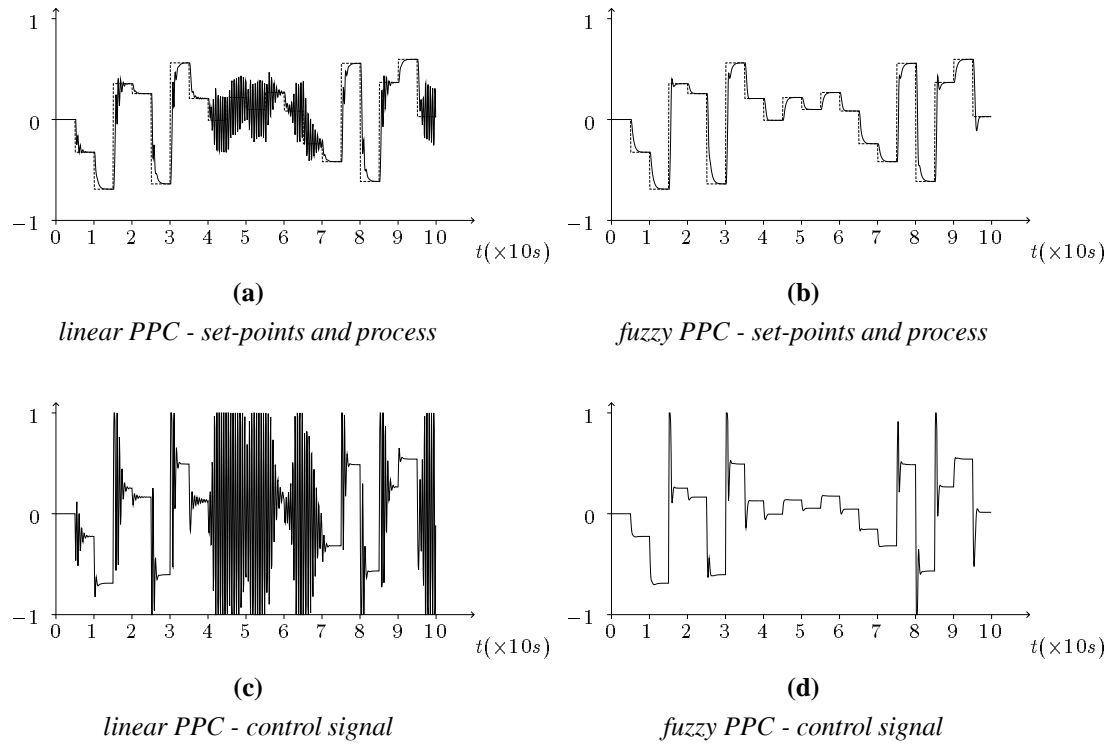 1
0
−1
0 1 2 3 4 5 6 7 8 9 10
t(×10s)
(a)
linear PPC - set-points and process
1
0
−1
0 1 2 3 4 5 6 7 8 9 10
t(×10s)
(b)
fuzzy PPC - set-points and process
1
0
−1
0 1 2 3 4 5 6 7 8 9 10
t(×10s)
(c)
linear PPC - control signal
1
0
−1
0 1 2 3 4 5 6 7 8 9 10
t(×10s)
(d)
fuzzy PPC - control signal